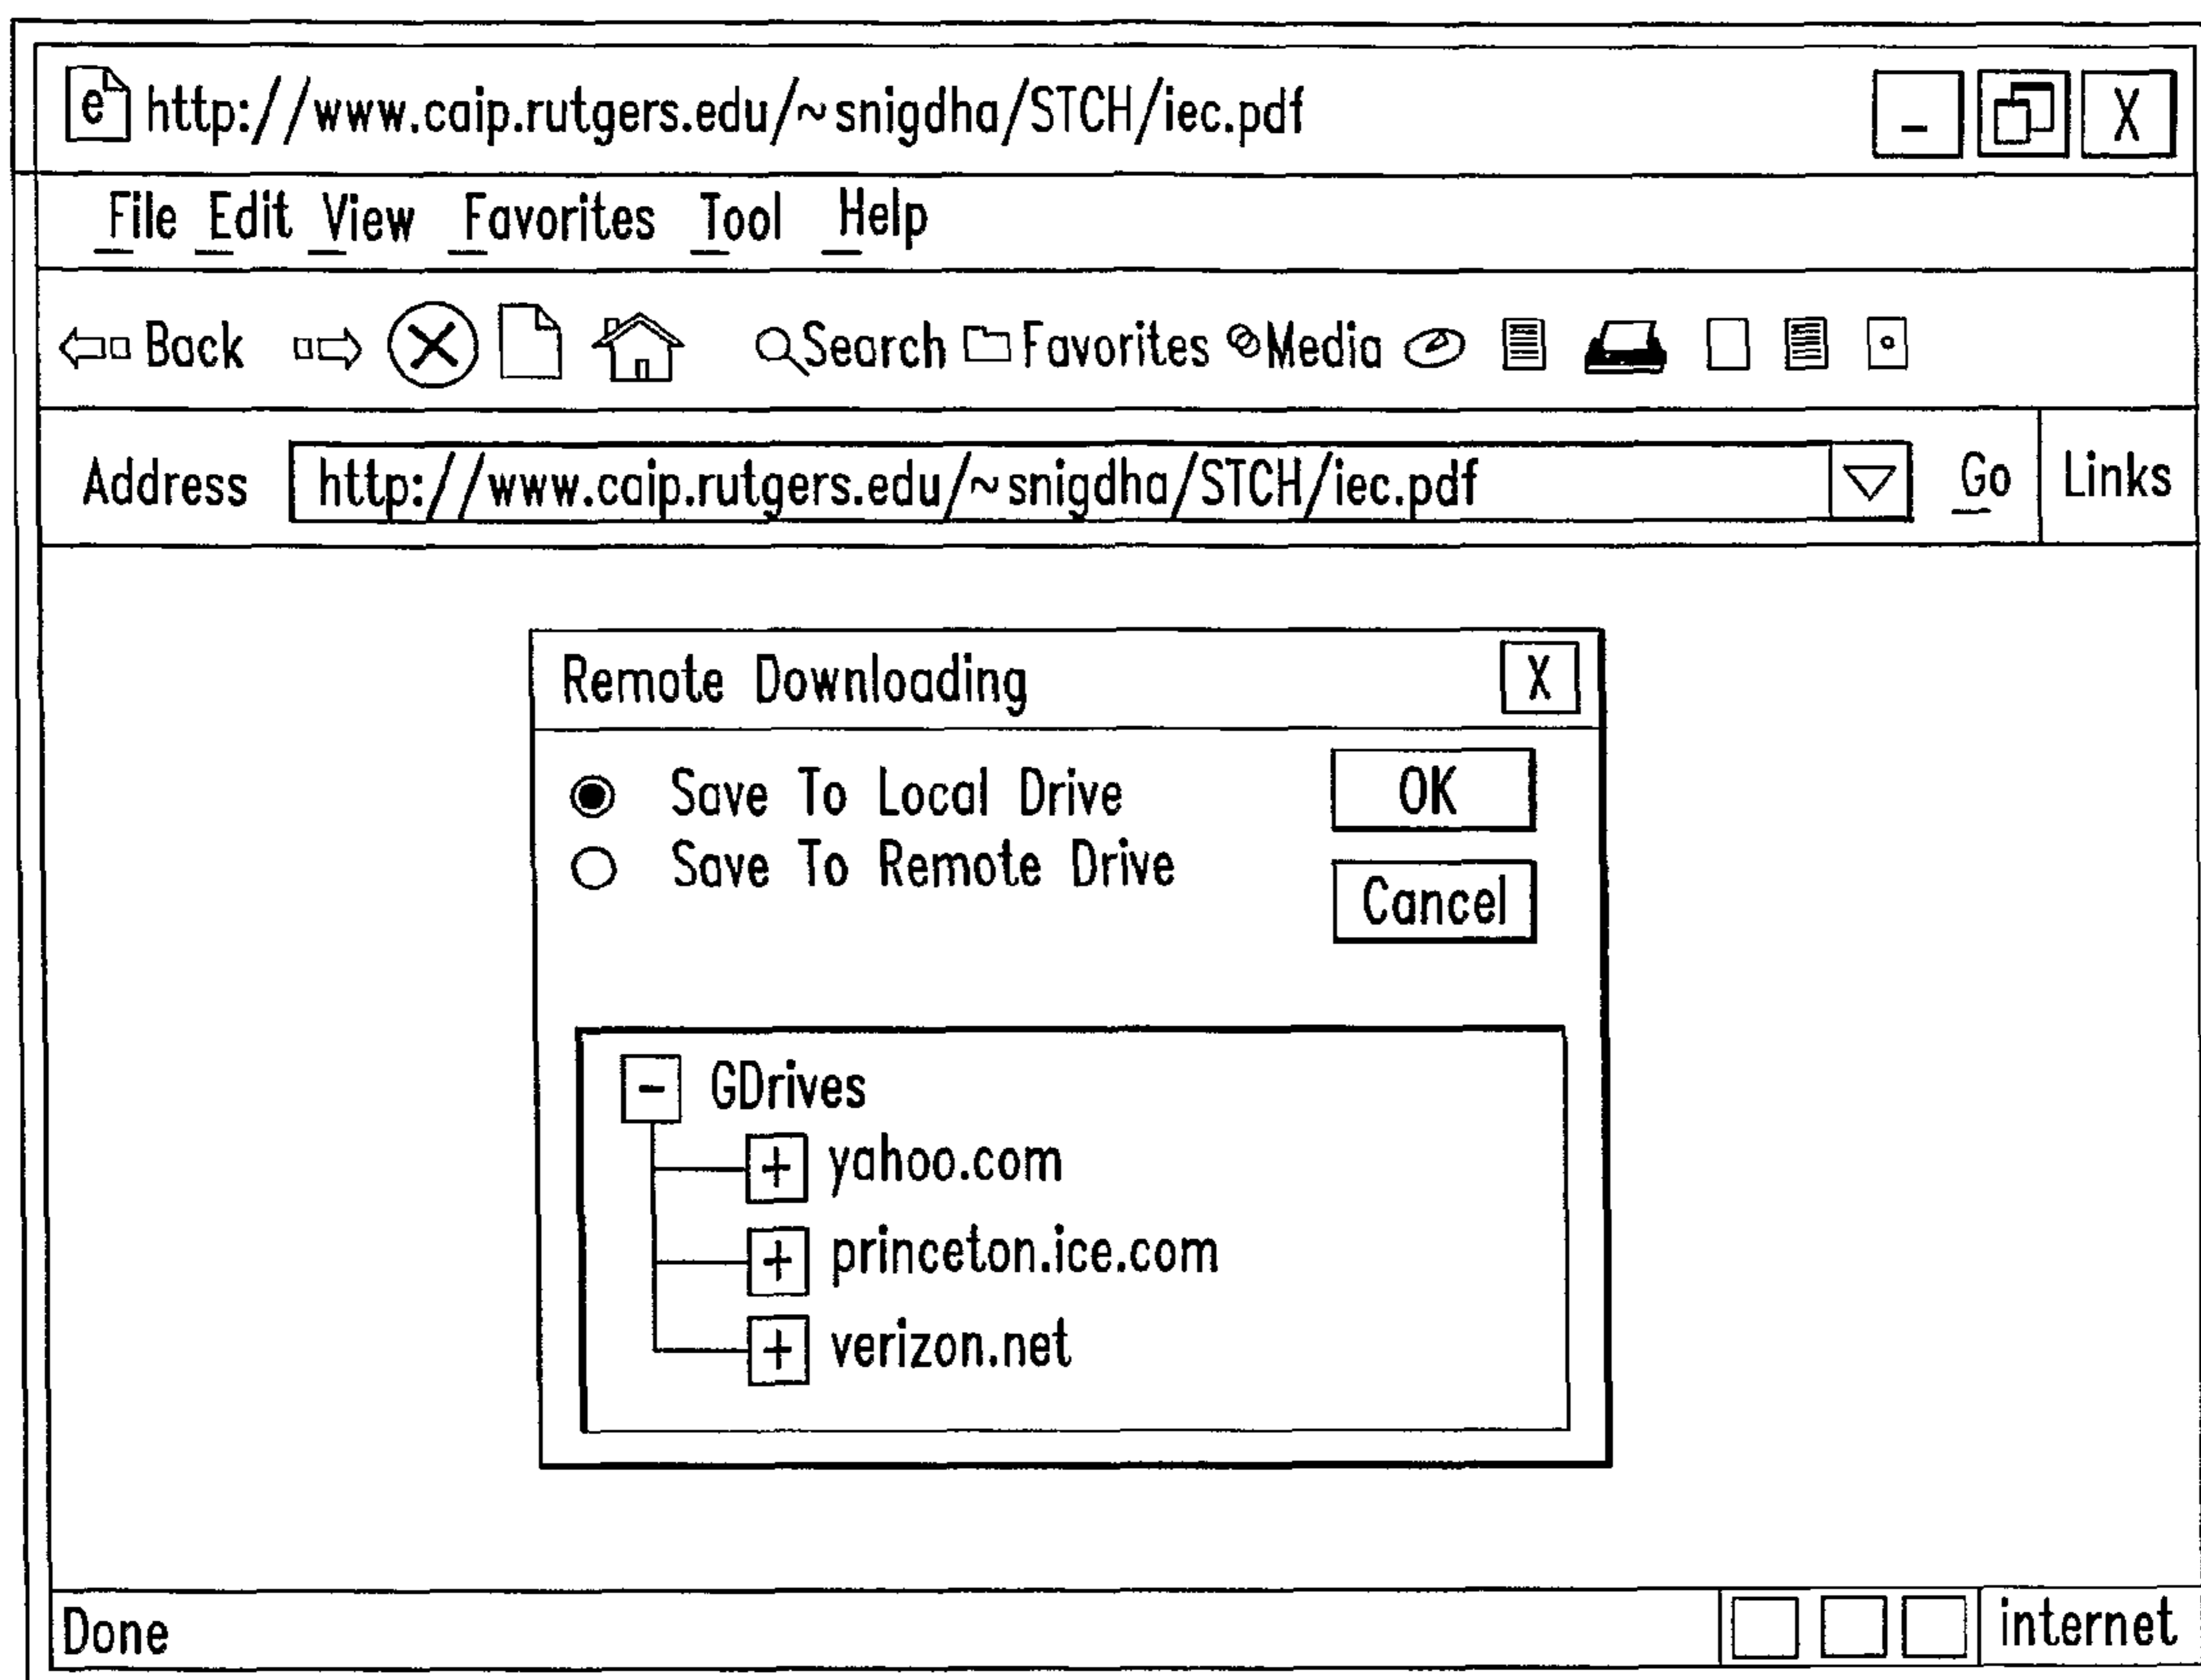 http://www.caip.rutgers.edu/~snigdha/STCH/iec.pdf - X
File Edit View Favorites Tool Help
Back Search Favorites Media
Address http://www.caip.rutgers.edu/~snigdha/STCH/iec.pdf Go Links
Remote Downloading X
Save To Local Drive OK
Save To Remote Drive
Cancel
- GDrives
+ yahoo.com
+ princeton.ice.com
+ verizon.net
Done internet